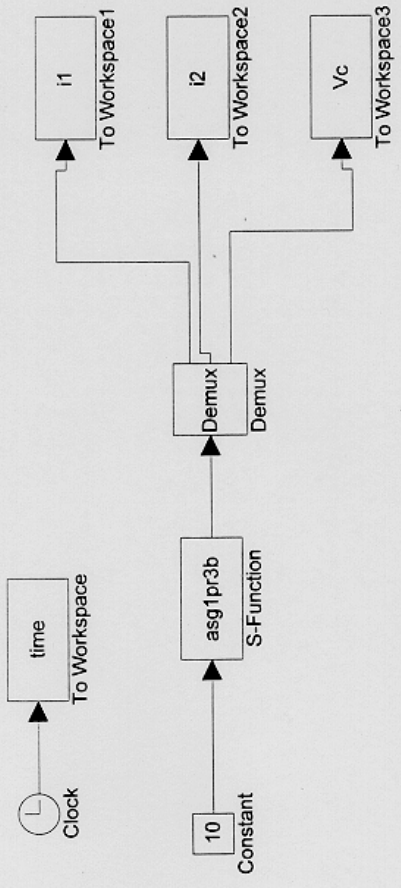 time
To Workspace
Clock
10
Constant
asg1pr3b
S-Function
Demux
Demux
i1
To Workspace1
i2
To Workspace2
Vc
To Workspace3